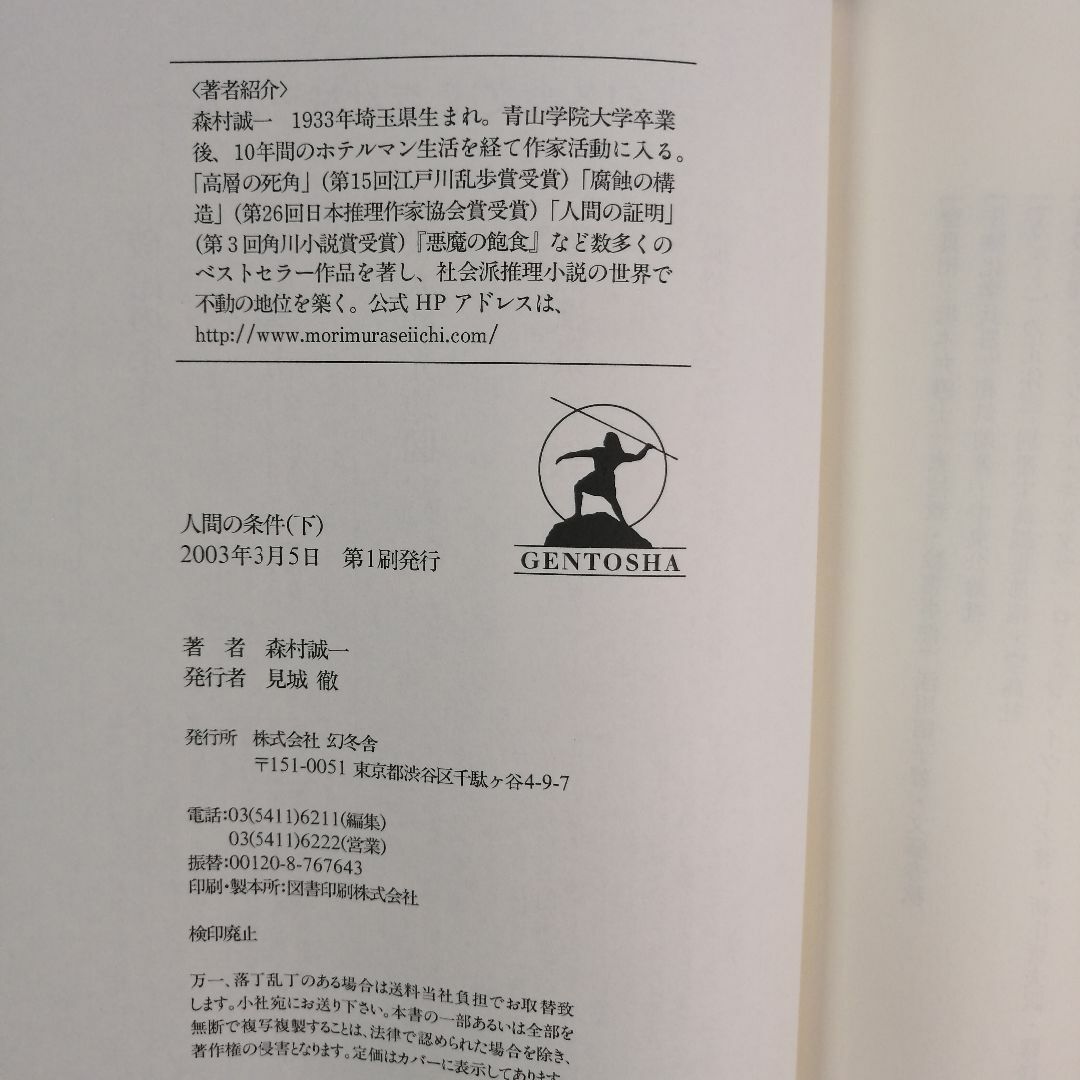 〈著者紹介〉
森村誠一　1933年埼玉県生まれ。青山学院大学卒業
後、10年間のホテルマン生活を経て作家活動に入る。
「高層の死角」(第15回江戸川乱歩賞受賞)「腐蝕の構
造」(第26回日本推理作家協会賞受賞)「人間の証明」
(第３回角川小説賞受賞)『悪魔の飽食』など数多くの
ベストセラー作品を著し、社会派推理小説の世界で
不動の地位を築く。公式 HP アドレスは、
http://www.morimuraseiichi.com/
GENTOSHA
人間の条件(下)
2003年3月5日　第1刷発行
著　者　森村誠一
発行者　見城 徹
発行所　株式会社 幻冬舎
〒151-0051 東京都渋谷区千駄ヶ谷4-9-7
電話:03(5411)6211(編集)
03(5411)6222(営業)
振替:00120-8-767643
印刷・製本所:図書印刷株式会社
検印廃止
万一、落丁乱丁のある場合は送料当社負担でお取替致
します。小社宛にお送り下さい。本書の一部あるいは全部を
無断で複写複製することは、法律で認められた場合を除き、
著作権の侵害となります。定価はカバーに表示してあります。